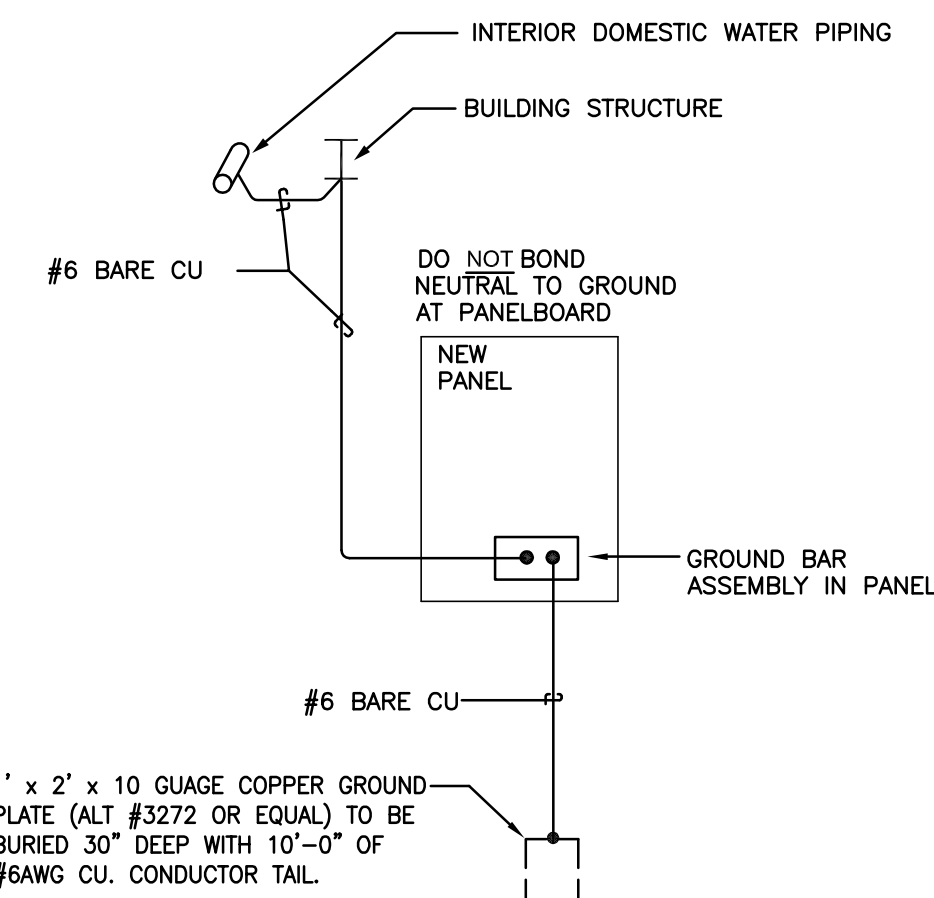 INTERIOR DOMESTIC WATER PIPING
BUILDING STRUCTURE
#6 BARE CU
DO NOT BOND
NEUTRAL TO GROUND
AT PANELBOARD
NEW
PANEL
GROUND BAR
ASSEMBLY IN PANEL
#6 BARE CU
' x 2' x 10 GUAGE COPPER GROUND
PLATE (ALT #3272 OR EQUAL) TO BE
BURIED 30" DEEP WITH 10'-0" OF
#6AWG CU. CONDUCTOR TAIL.